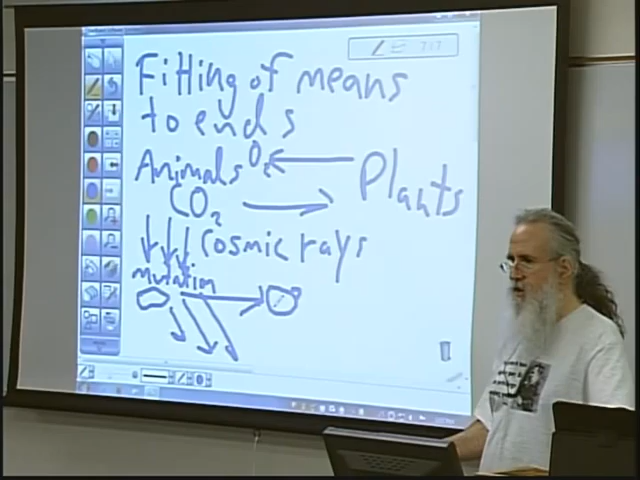 Fitting of means
to ends
Animals O2 Plants
CO2
Cosmic rays
mutation